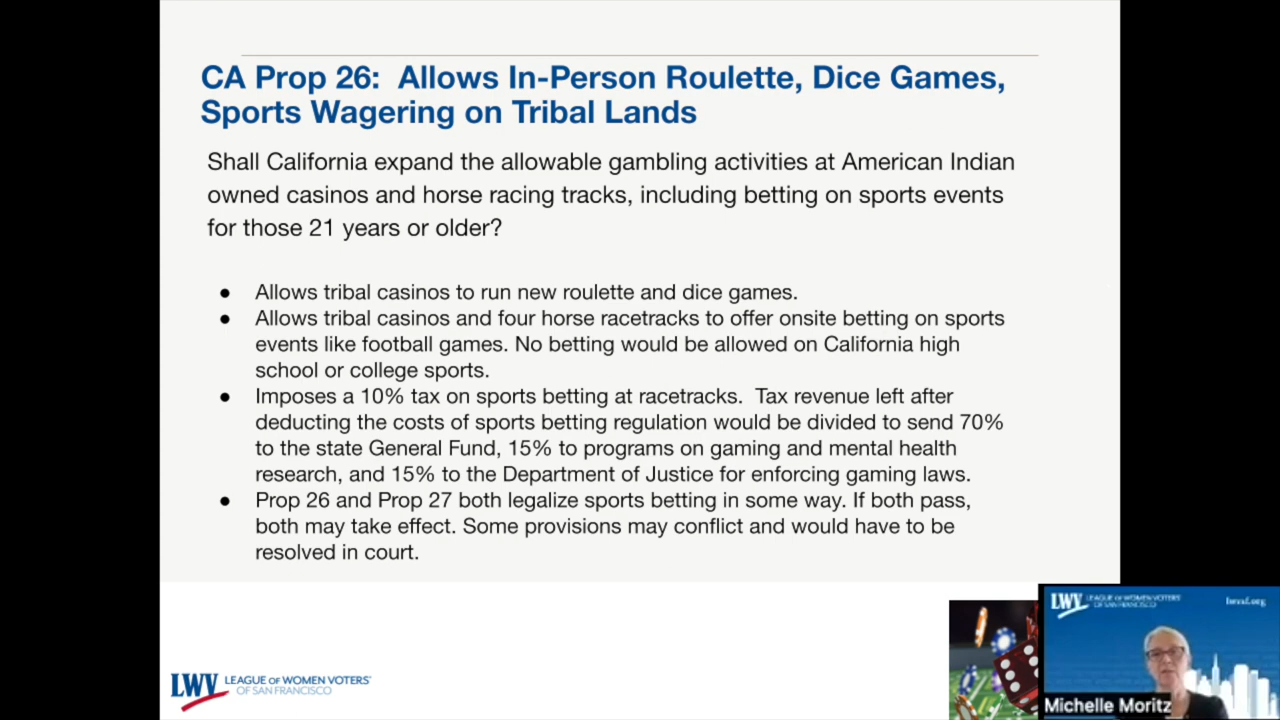 CA Prop 26: Allows In-Person Roulette, Dice Games,
Sports Wagering on Tribal Lands
Shall California expand the allowable gambling activities at American Indian
owned casinos and horse racing tracks, including betting on sports events
for those 21 years or older?
● Allows tribal casinos to run new roulette and dice games.
● Allows tribal casinos and four horse racetracks to offer onsite betting on sports
events like football games. No betting would be allowed on California high
school or college sports.
● Imposes a 10% tax on sports betting at racetracks. Tax revenue left after
deducting the costs of sports betting regulation would be divided to send 70%
to the state General Fund, 15% to programs on gaming and mental health
research, and 15% to the Department of Justice for enforcing gaming laws.
● Prop 26 and Prop 27 both legalize sports betting in some way. If both pass,
both may take effect. Some provisions may conflict and would have to be
resolved in court.
LWV LEAGUE OF WOMEN VOTERS®
OF SAN FRANCISCO
LWV LEAGUE OF WOMEN VOTERS®
OF SAN FRANCISCO
lwvsf.org
Michelle Moritz